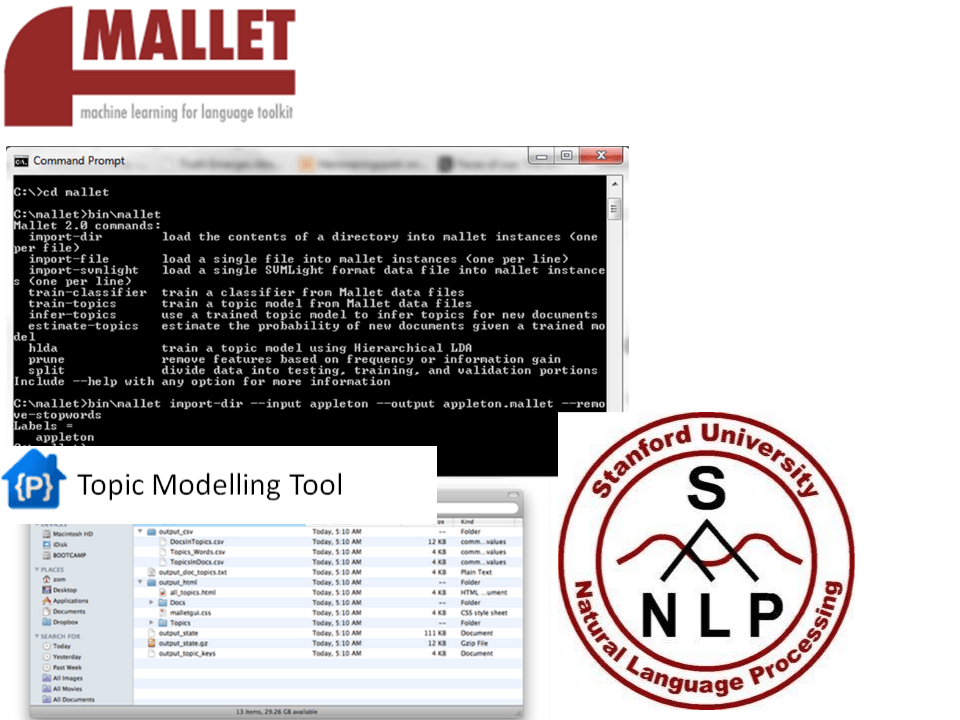 MALLET
machine learning for language toolkit
Command Prompt
C:\>cd mallet
C:\mallet>bin\mallet
Mallet 2.0 commands:
import-dir load the contents of a directory into mallet instances (one
per file)
import-file load a single file into mallet instances (one per line)
import-svmlight load a single SVMLight format data file into mallet instance
s (one per line)
train-classifier train a classifier from Mallet data files
train-topics train a topic model from Mallet data files
infer-topics use a trained topic model to infer topics for new documents
estimate-topics estimate the probability of new documents given a trained mo
del
hlda train a topic model using Hierarchical LDA
prune remove features based on frequency or information gain
split divide data into testing, training, and validation portions
Include --help with any option for more information
C:\mallet>bin\mallet import-dir --input appleton --output appleton.mallet --remo
ve-stopwords
Labels =
appleton
{P} Topic Modelling Tool
Kind
Macintosh HD
iDisk
BOOTCAMP
PLACES
zom
Desktop
Applications
Documents
Dropbox
SEARCH FOR
Today
Yesterday
Past Week
All Images
All Movies
All Documents
output_csv Today, 5:10 AM -- Folder
DocsInTopics.csv Today, 5:10 AM 12 KB comm...values
Topics_Words.csv Today, 5:10 AM 4 KB comm...values
TopicsInDocs.csv Today, 5:10 AM 4 KB comm...values
output_doc_topics.txt Today, 5:10 AM 4 KB Plain Text
output_html Today, 5:10 AM -- Folder
all_topics.html Today, 5:10 AM 4 KB HTML ...ument
Docs Today, 5:10 AM -- Folder
malletgui.css Today, 5:10 AM 4 KB CSS style sheet
Topics Today, 5:10 AM -- Folder
output_state Today, 5:10 AM 111 KB Document
output_state.gz Today, 5:10 AM 12 KB Gzip File
output_topic_keys Today, 5:10 AM 4 KB Document
13 items, 29.26 GB available
Stanford University
S
NLP
Natural Language Processing